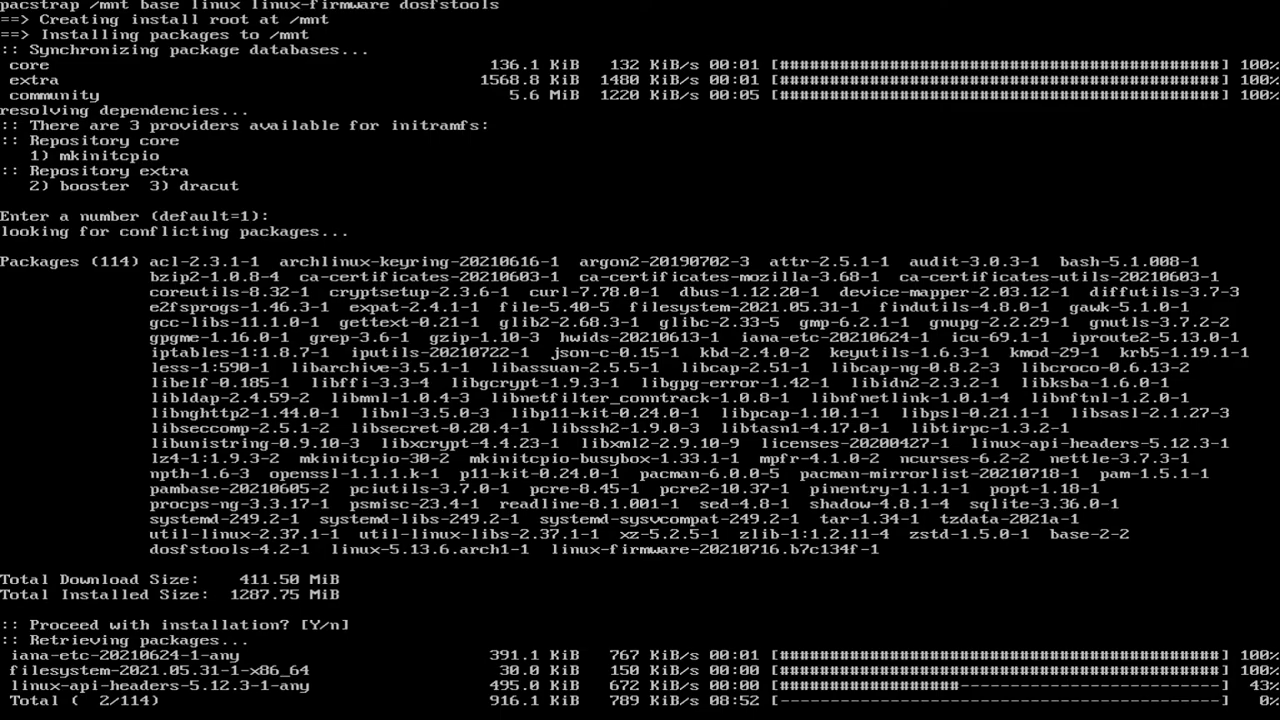 pacstrap /mnt base linux linux-firmware dosfstools
==> Creating install root at /mnt
==> Installing packages to /mnt
:: Synchronizing package databases...
core 136.1 KiB 132 KiB/s 00:01 [############################################] 100%
extra 1568.8 KiB 1480 KiB/s 00:01 [############################################] 100%
community 5.6 MiB 1220 KiB/s 00:05 [############################################] 100%
resolving dependencies...
:: There are 3 providers available for initramfs:
:: Repository core
1) mkinitcpio
:: Repository extra
2) booster 3) dracut
Enter a number (default=1):
looking for conflicting packages...
Packages (114) acl-2.3.1-1 archlinux-keyring-20210616-1 argon2-20190702-3 attr-2.5.1-1 audit-3.0.3-1 bash-5.1.008-1
bzip2-1.0.8-4 ca-certificates-20210603-1 ca-certificates-mozilla-3.68-1 ca-certificates-utils-20210603-1
coreutils-8.32-1 cryptsetup-2.3.6-1 curl-7.78.0-1 dbus-1.12.20-1 device-mapper-2.03.12-1 diffutils-3.7-3
e2fsprogs-1.46.3-1 expat-2.4.1-1 file-5.40-5 filesystem-2021.05.31-1 findutils-4.8.0-1 gawk-5.1.0-1
gcc-libs-11.1.0-1 gettext-0.21-1 glib2-2.68.3-1 glibc-2.33-5 gmp-6.2.1-1 gnupg-2.2.29-1 gnutls-3.7.2-2
gpgme-1.16.0-1 grep-3.6-1 gzip-1.10-3 hwids-20210613-1 iana-etc-20210624-1 icu-69.1-1 iproute2-5.13.0-1
iptables-1:1.8.7-1 iputils-20210722-1 json-c-0.15-1 kbd-2.4.0-2 keyutils-1.6.3-1 kmod-29-1 krb5-1.19.1-1
less-1:590-1 libarchive-3.5.1-1 libassuan-2.5.5-1 libcap-2.51-1 libcap-ng-0.8.2-3 libcroco-0.6.13-2
libelf-0.185-1 libffi-3.3-4 libgcrypt-1.9.3-1 libgpg-error-1.42-1 libidn2-2.3.2-1 libksba-1.6.0-1
libldap-2.4.59-2 libmnl-1.0.4-3 libnetfilter_conntrack-1.0.8-1 libnfnetlink-1.0.1-4 libnftnl-1.2.0-1
libnghttp2-1.44.0-1 libnl-3.5.0-3 libp11-kit-0.24.0-1 libpcap-1.10.1-1 libpsl-0.21.1-1 libsasl-2.1.27-3
libseccomp-2.5.1-2 libsecret-0.20.4-1 libssh2-1.9.0-3 libtasn1-4.17.0-1 libtirpc-1.3.2-1
libunistring-0.9.10-3 libxcrypt-4.4.23-1 libxml2-2.9.10-9 licenses-20200427-1 linux-api-headers-5.12.3-1
lz4-1:1.9.3-2 mkinitcpio-30-2 mkinitcpio-busybox-1.33.1-1 mpfr-4.1.0-2 ncurses-6.2-2 nettle-3.7.3-1
npth-1.6-3 openssl-1.1.1.k-1 p11-kit-0.24.0-1 pacman-6.0.0-5 pacman-mirrorlist-20210718-1 pam-1.5.1-1
pambase-20210605-2 pciutils-3.7.0-1 pcre-8.45-1 pcre2-10.37-1 pinentry-1.1.1-1 popt-1.18-1
procps-ng-3.3.17-1 psmisc-23.4-1 readline-8.1.001-1 sed-4.8-1 shadow-4.8.1-4 sqlite-3.36.0-1
systemd-249.2-1 systemd-libs-249.2-1 systemd-sysvcompat-249.2-1 tar-1.34-1 tzdata-2021a-1
util-linux-2.37.1-1 util-linux-libs-2.37.1-1 xz-5.2.5-1 zlib-1:1.2.11-4 zstd-1.5.0-1 base-2-2
dosfstools-4.2-1 linux-5.13.6.arch1-1 linux-firmware-20210716.b7c134f-1
Total Download Size: 411.50 MiB
Total Installed Size: 1287.75 MiB
:: Proceed with installation? [Y/n]
:: Retrieving packages...
iana-etc-20210624-1-any 391.1 KiB 767 KiB/s 00:01 [############################################] 100%
filesystem-2021.05.31-1-x86_64 30.0 KiB 150 KiB/s 00:00 [############################################] 100%
linux-api-headers-5.12.3-1-any 495.0 KiB 672 KiB/s 00:00 [##################--------------------------] 43%
Total ( 2/114) 916.1 KiB 789 KiB/s 08:52 [--------------------------------------------] 0%